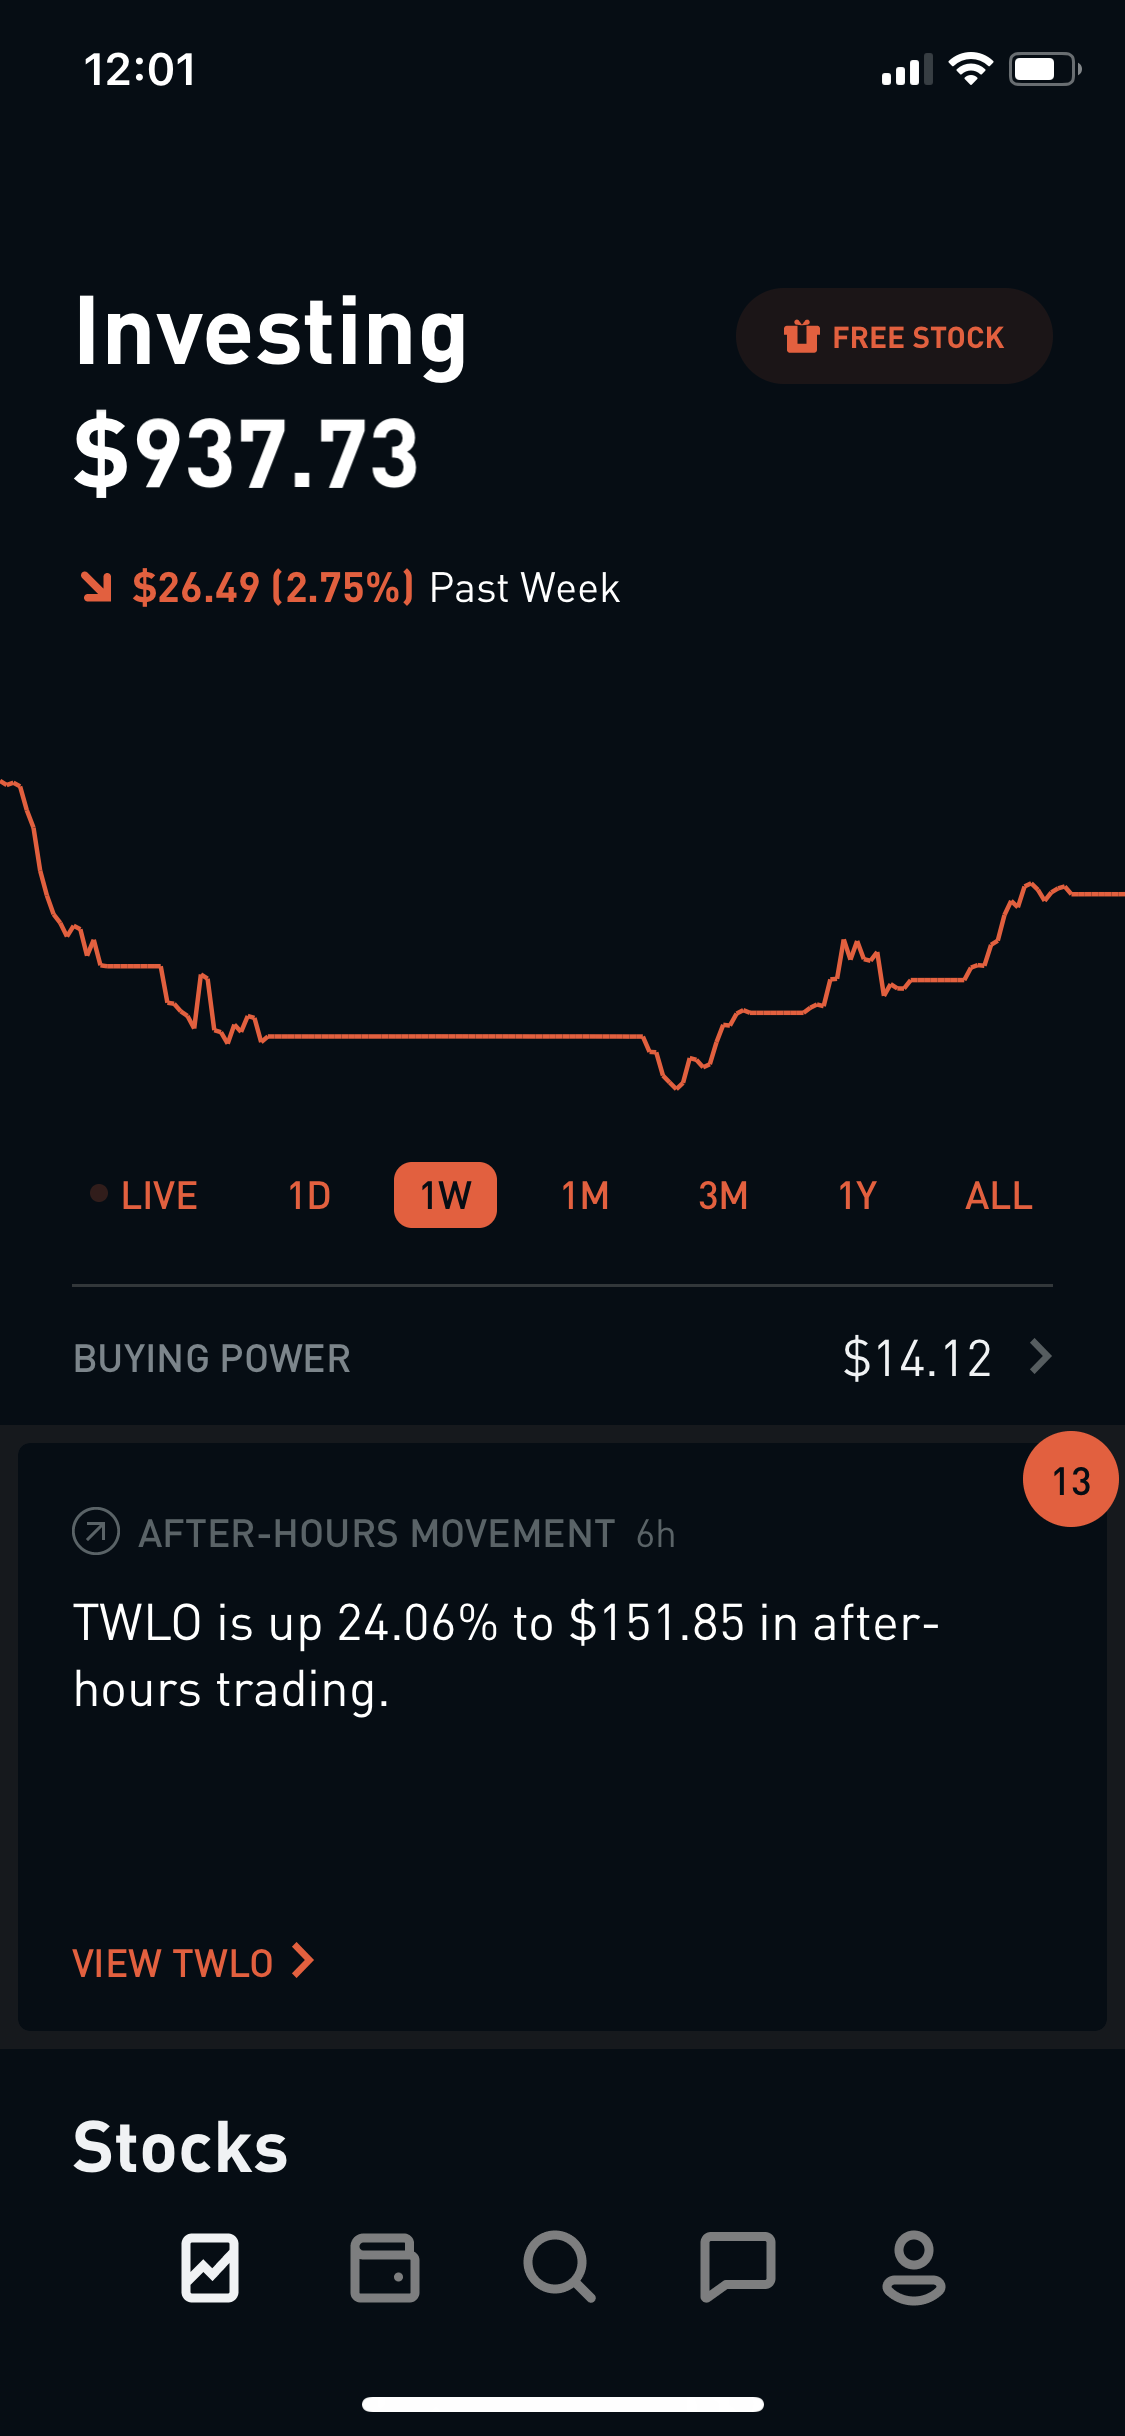 12:01
Investing
FREE STOCK
$937.73
$26.49 (2.75%) Past Week
LIVE 1D 1W 1M 3M 1Y ALL
BUYING POWER $14.12
13
AFTER-HOURS MOVEMENT 6h
TWLO is up 24.06% to $151.85 in after-
hours trading.
VIEW TWLO
Stocks